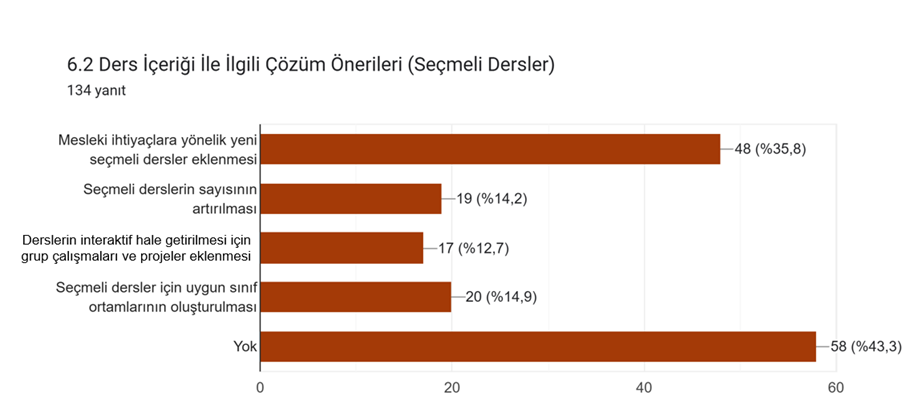 6.2 Ders İçeriği İle İlgili Çözüm Önerileri (Seçmeli Dersler)
134 yanıt
Mesleki ihtiyaçlara yönelik yeni
seçmeli dersler eklenmesi
48 (%35,8)
Seçmeli derslerin sayısının
artırılması
19 (%14,2)
Derslerin interaktif hale getirilmesi için
grup çalışmaları ve projeler eklenmesi
17 (%12,7)
Seçmeli dersler için uygun sınıf
ortamlarının oluşturulması
20 (%14,9)
Yok
58 (%43,3)
0 20 40 60